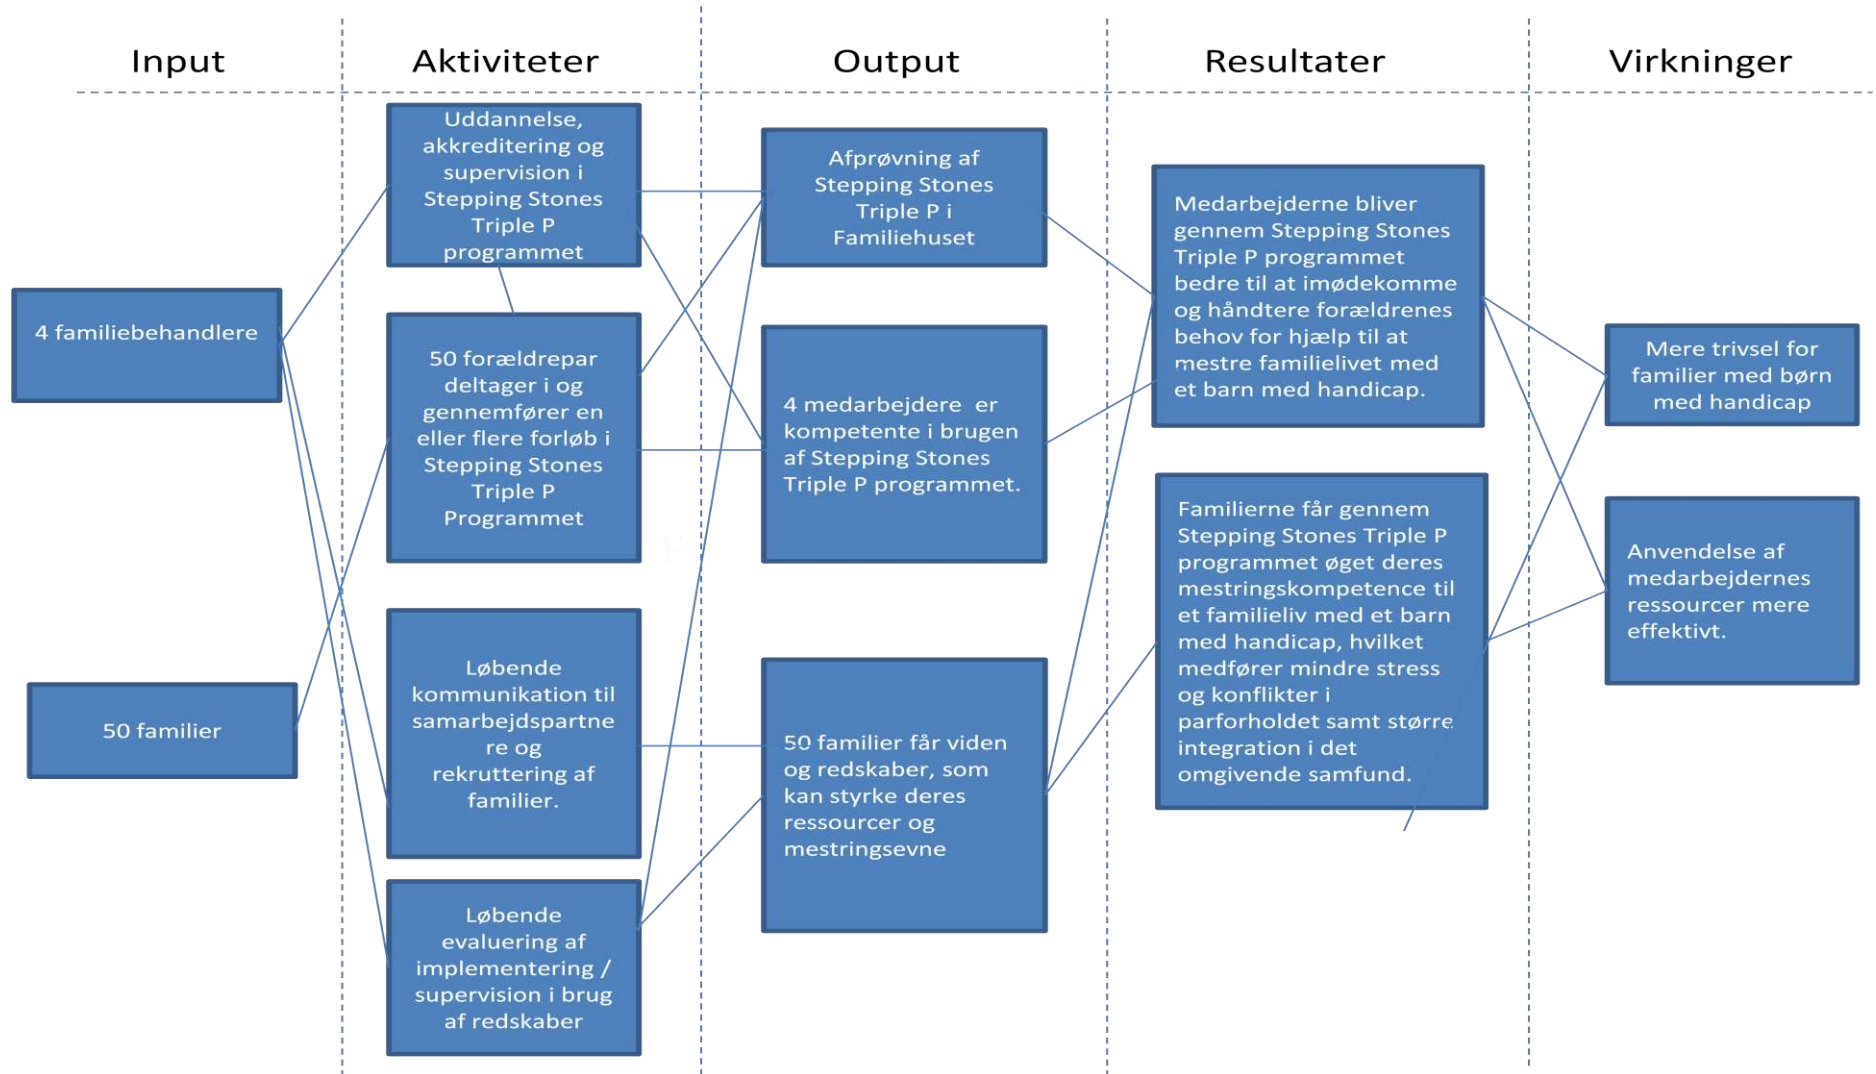 Input
Aktiviteter
Output
Resultater
Virkninger
4 familiebehandlere
50 familier
Uddannelse,
akkreditering og
supervision i
Stepping Stones
Triple P
programmet
50 forældrepar
deltager i og
gennemfører en
eller flere forløb i
Stepping Stones
Triple P
Programmet
Løbende
kommunikation til
samarbejdspartne
re og
rekruttering af
familier.
Løbende
evaluering af
implementering /
supervision i brug
af redskaber
Afprøvning af
Stepping Stones
Triple P i
Familiehuset
4 medarbejdere er
kompetente i brugen
af Stepping Stones
Triple P programmet.
50 familier får viden
og redskaber, som
kan styrke deres
ressourcer og
mestringsevne
Medarbejderne bliver
gennem Stepping Stones
Triple P programmet
bedre til at imødekomme
og håndtere forældrenes
behov for hjælp til at
mestre familielivet med
et barn med handicap.
Familierne får gennem
Stepping Stones Triple P
programmet øget deres
mestringskompetence til
et familieliv med et barn
med handicap, hvilket
medfører mindre stress
og konflikter i
parforholdet samt større
integration i det
omgivende samfund.
Mere trivsel for
familier med børn
med handicap
Anvendelse af
medarbejdernes
ressourcer mere
effektivt.